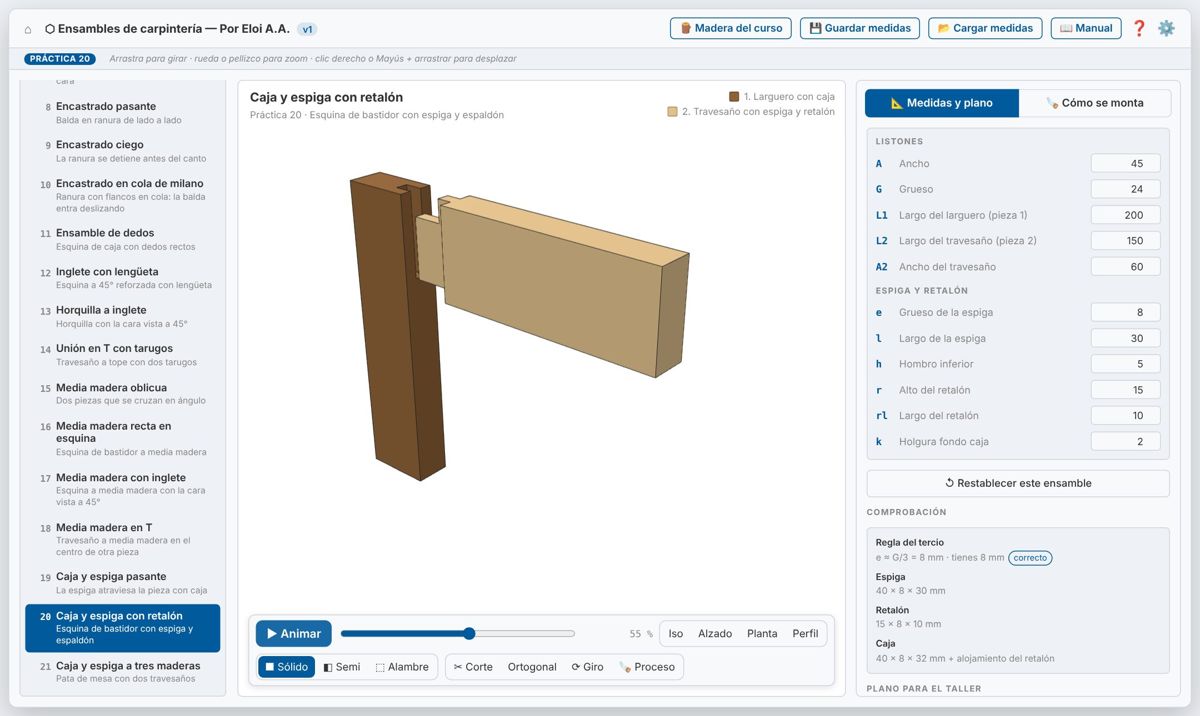 ⌂ ⬡ Ensambles de carpintería — Por Eloi A.A. v1
🪵 Madera del curso
💾 Guardar medidas
📂 Cargar medidas
📖 Manual
❓ ⚙️
PRÁCTICA 20 Arrastra para girar · rueda o pellizco para zoom · clic derecho o Mayús + arrastrar para desplazar
cara
8 Encastrado pasante
Balda en ranura de lado a lado
9 Encastrado ciego
La ranura se detiene antes del canto
10 Encastrado en cola de milano
Ranura con flancos en cola: la balda
entra deslizando
11 Ensamble de dedos
Esquina de caja con dedos rectos
12 Inglete con lengüeta
Esquina a 45° reforzada con lengüeta
13 Horquilla a inglete
Horquilla con la cara vista a 45°
14 Unión en T con tarugos
Travesaño a tope con dos tarugos
15 Media madera oblicua
Dos piezas que se cruzan en ángulo
16 Media madera recta en
esquina
Esquina de bastidor a media madera
17 Media madera con inglete
Esquina a media madera con la cara
vista a 45°
18 Media madera en T
Travesaño a media madera en el
centro de otra pieza
19 Caja y espiga pasante
La espiga atraviesa la pieza con caja
20 Caja y espiga con retalón
Esquina de bastidor con espiga y
espaldón
21 Caja y espiga a tres maderas
Pata de mesa con dos travesaños
Caja y espiga con retalón
Práctica 20 · Esquina de bastidor con espiga y espaldón
1. Larguero con caja
2. Travesaño con espiga y retalón
▶ Animar
55 %
Iso Alzado Planta Perfil
■ Sólido ◧ Semi ⬚ Alambre
✂ Corte Ortogonal ⟳ Giro 🪚 Proceso
📐 Medidas y plano
🪚 Cómo se monta
LISTONES
A Ancho 45
G Grueso 24
L1 Largo del larguero (pieza 1) 200
L2 Largo del travesaño (pieza 2) 150
A2 Ancho del travesaño 60
ESPIGA Y RETALÓN
e Grueso de la espiga 8
l Largo de la espiga 30
h Hombro inferior 5
r Alto del retalón 15
rl Largo del retalón 10
k Holgura fondo caja 2
↺ Restablecer este ensamble
COMPROBACIÓN
Regla del tercio
e ≈ G/3 = 8 mm · tienes 8 mm correcto
Espiga
40 × 8 × 30 mm
Retalón
15 × 8 × 10 mm
Caja
40 × 8 × 32 mm + alojamiento del retalón
PLANO PARA EL TALLER